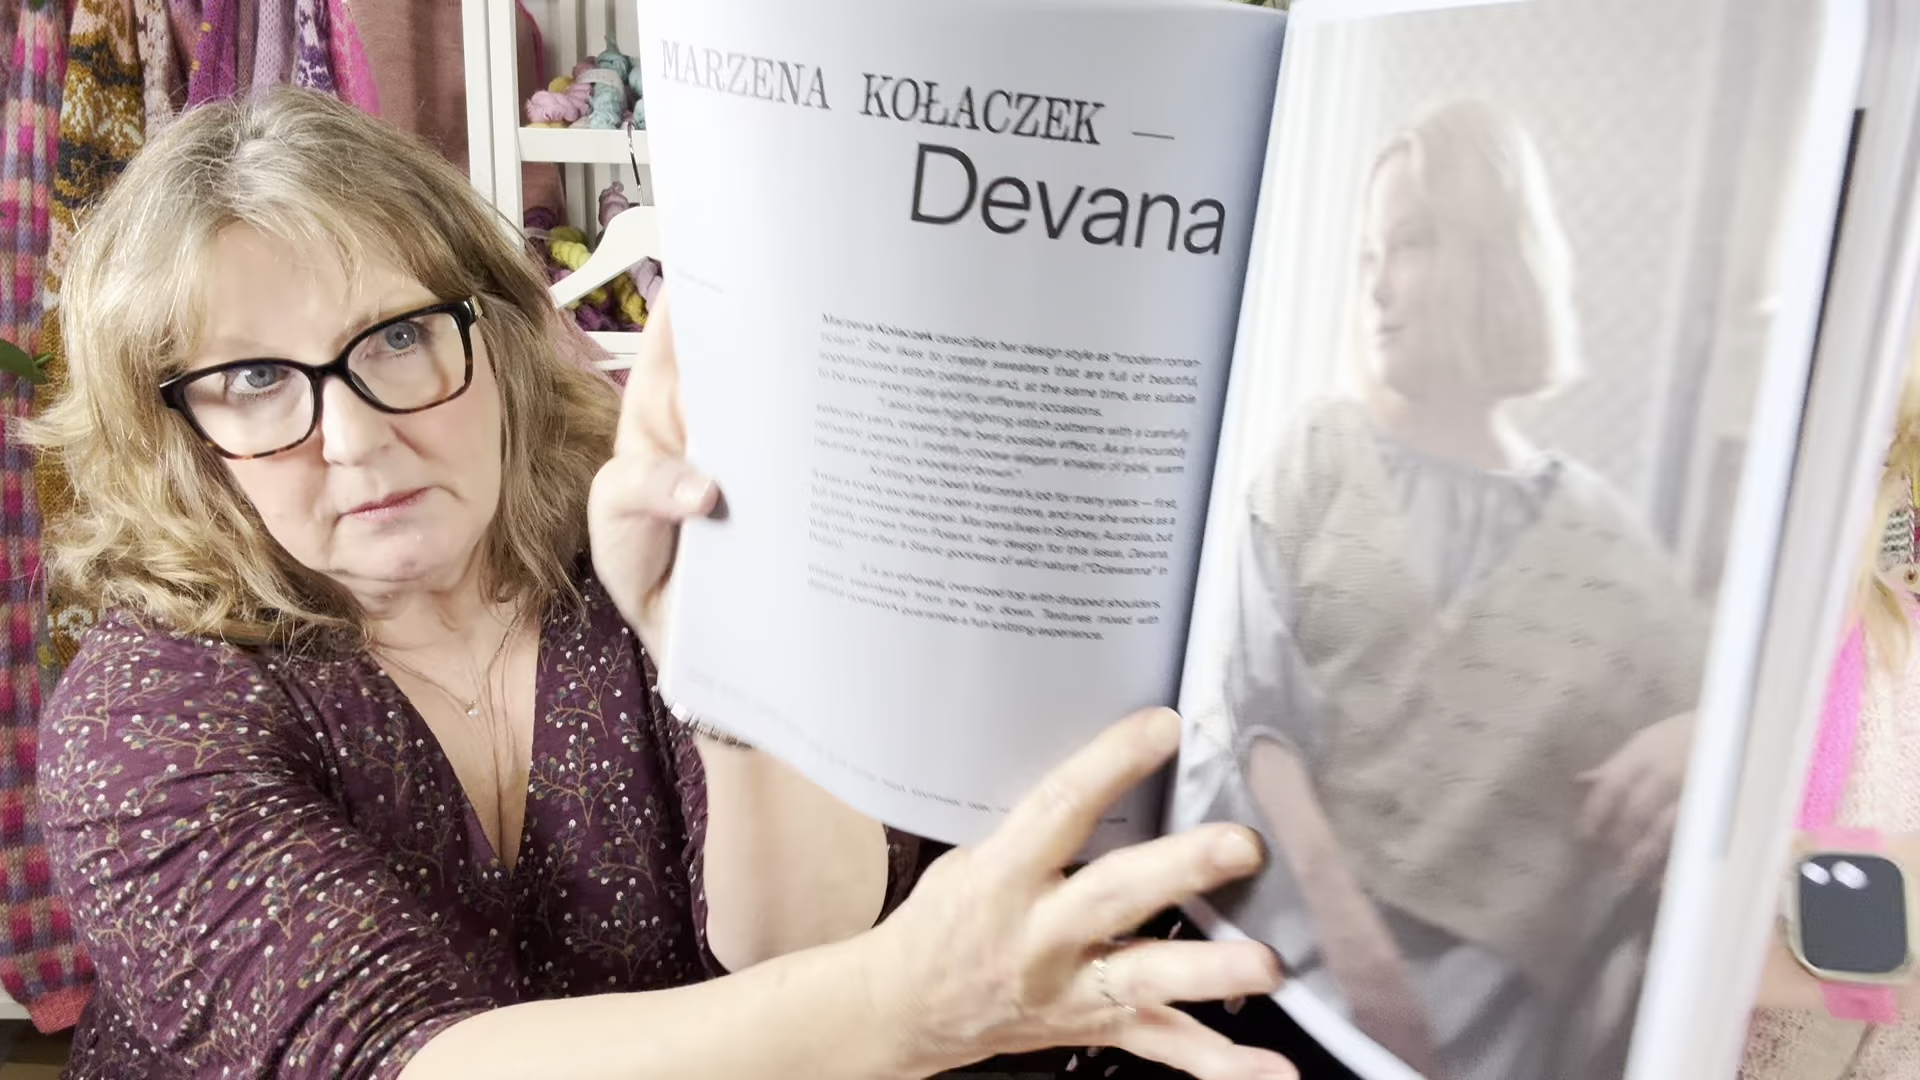 MARZENA KOŁACZEK —
Devana
Marzena Kołaczek describes her design style as "modern roman-
ticism". She likes to create sweaters that are full of beautiful,
sophisticated stitch patterns and, at the same time, are suitable
to be worn every day and for different occasions.
"I also love highlighting stitch patterns with a carefully
selected yarn, creating the best possible effect. As an incurably
romantic person, I mostly choose elegant shades of pink, warm
neutrals and rusty shades of brown."
Knitting has been Marzena's job for many years — first,
it was a lovely excuse to open a yarn store, and now she works as a
full-time knitwear designer. Marzena lives in Sydney, Australia, but
originally comes from Poland. Her design for this issue, Devana,
was named after a Slavic goddess of wild nature ("Dziewanna" in
Polish).
It is an ethereal, oversized top with dropped shoulders,
worked seamlessly from the top down. Textures mixed with
openwork guarantee a fun knitting experience.